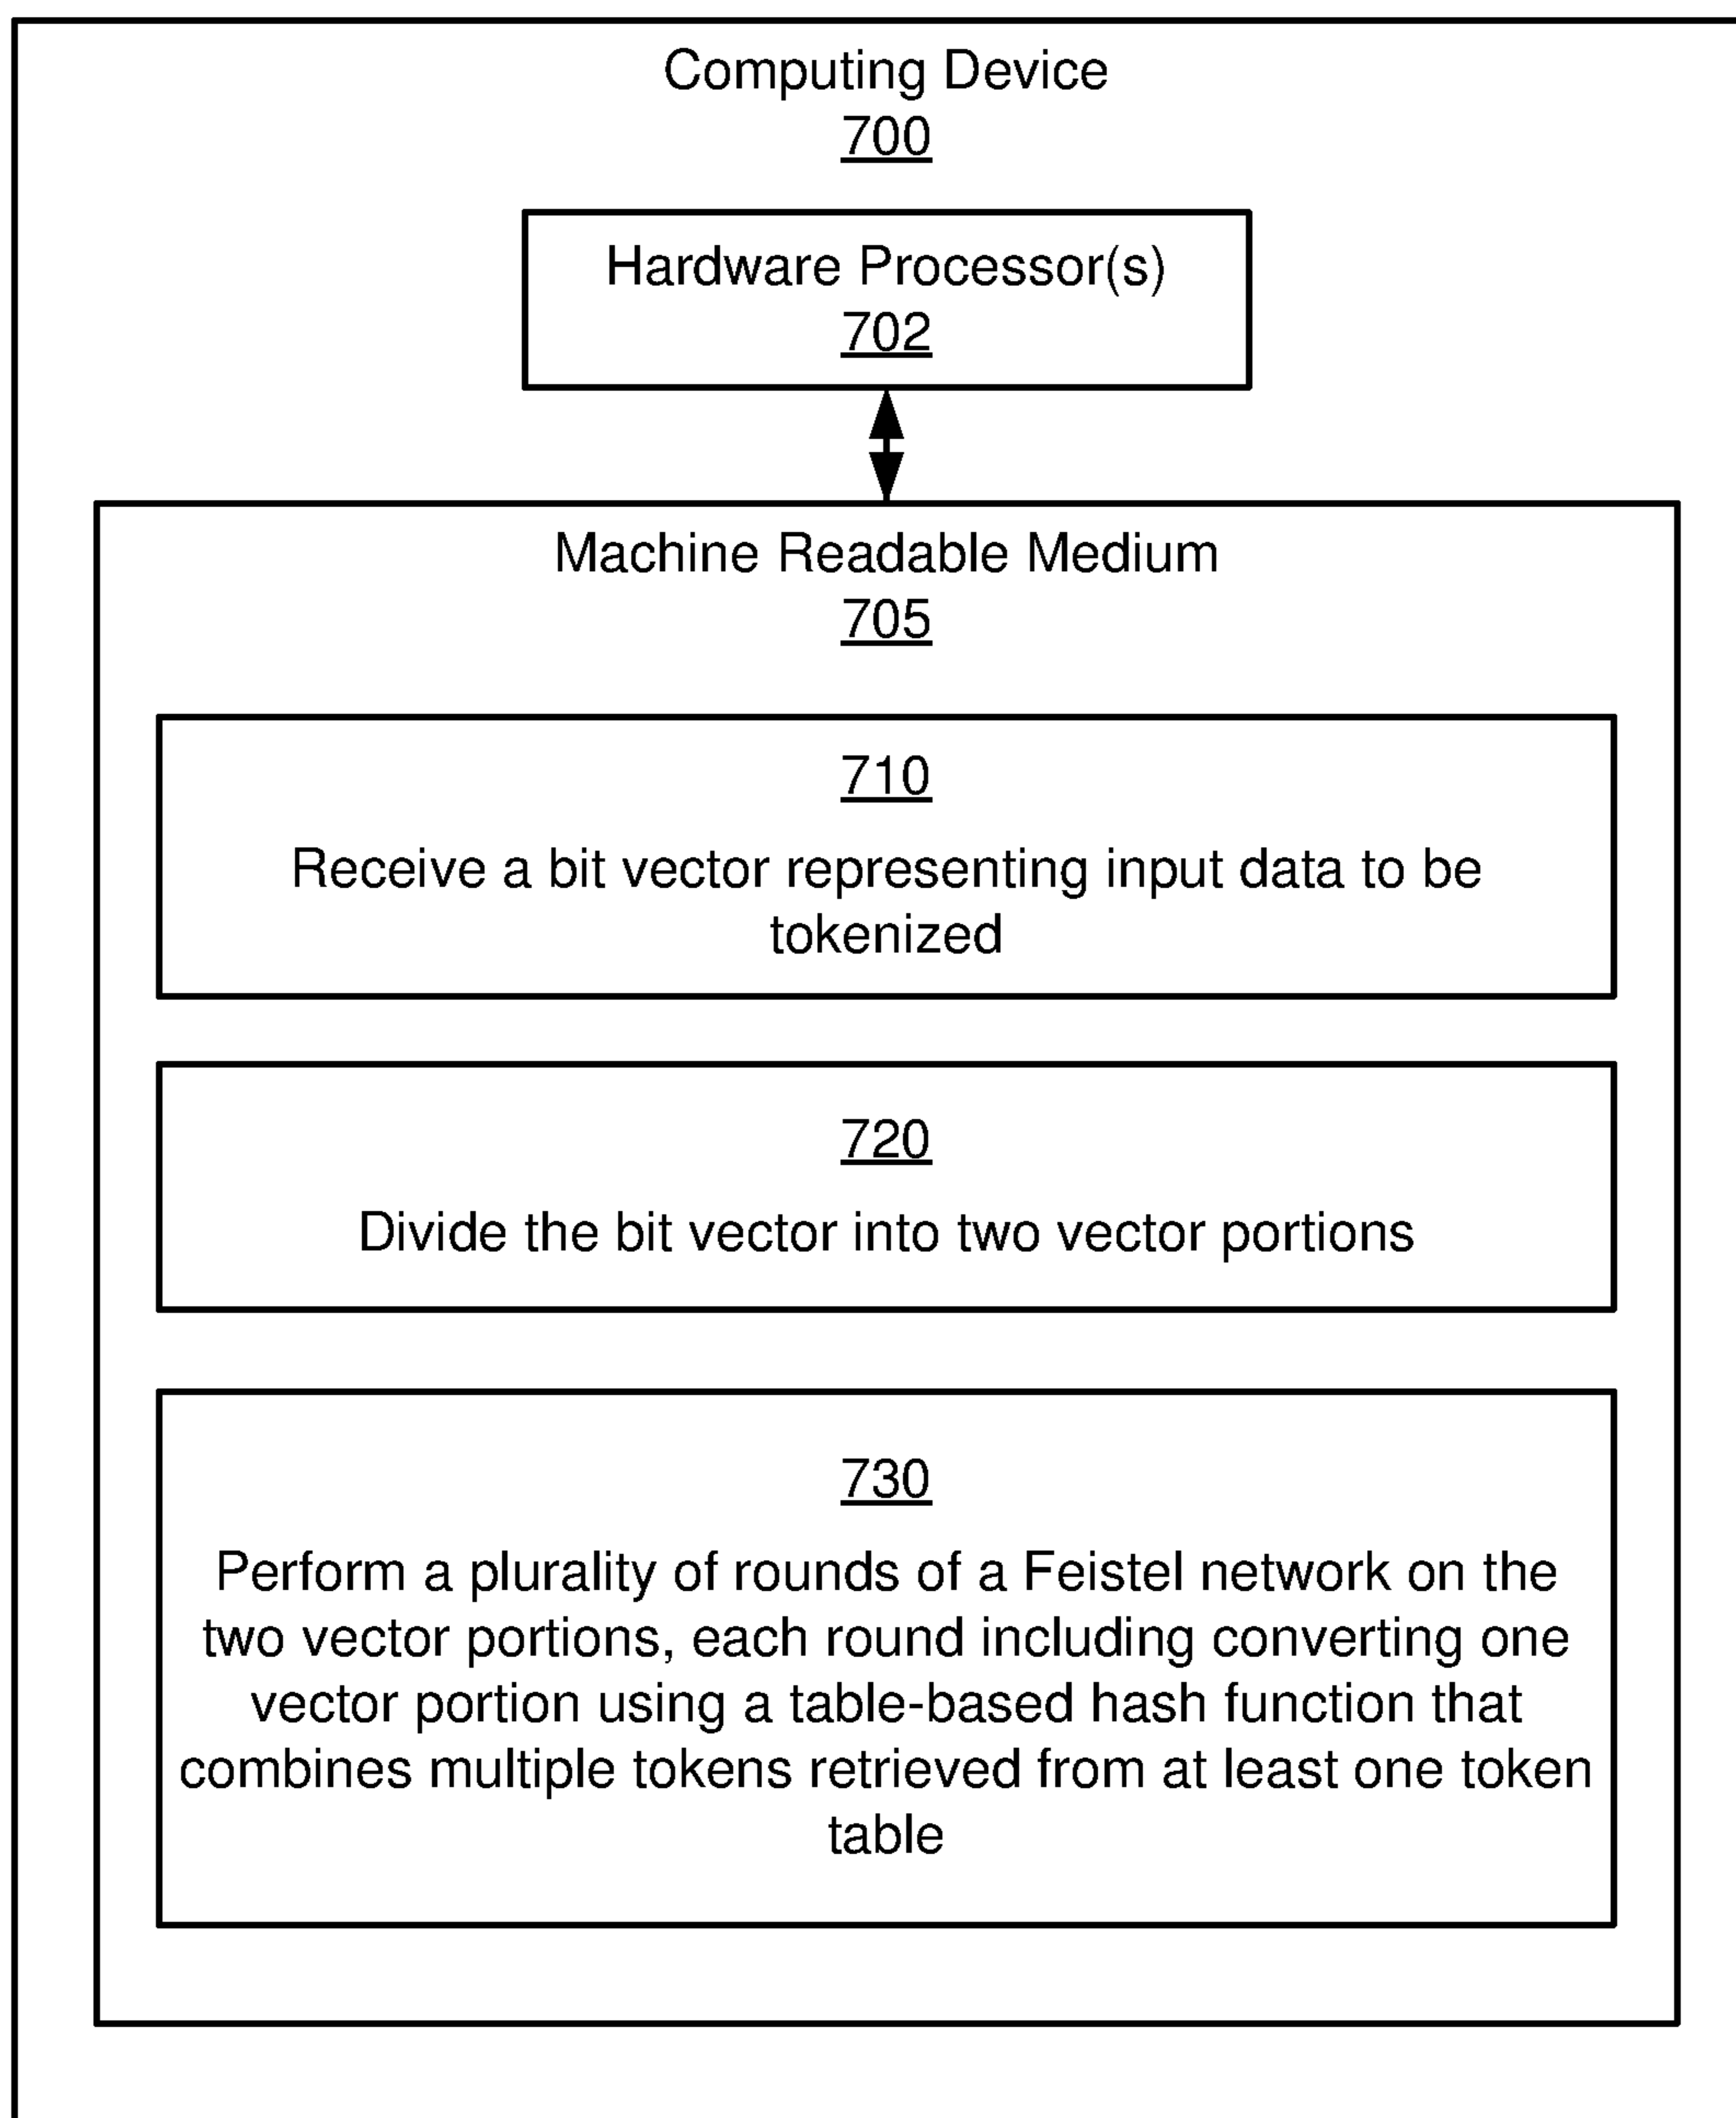 Computing Device
700
Hardware Processor(s)
702
Machine Readable Medium
705
710
Receive a bit vector representing input data to be
tokenized
720
Divide the bit vector into two vector portions
730
Perform a plurality of rounds of a Feistel network on the
two vector portions, each round including converting one
vector portion using a table-based hash function that
combines multiple tokens retrieved from at least one token
table